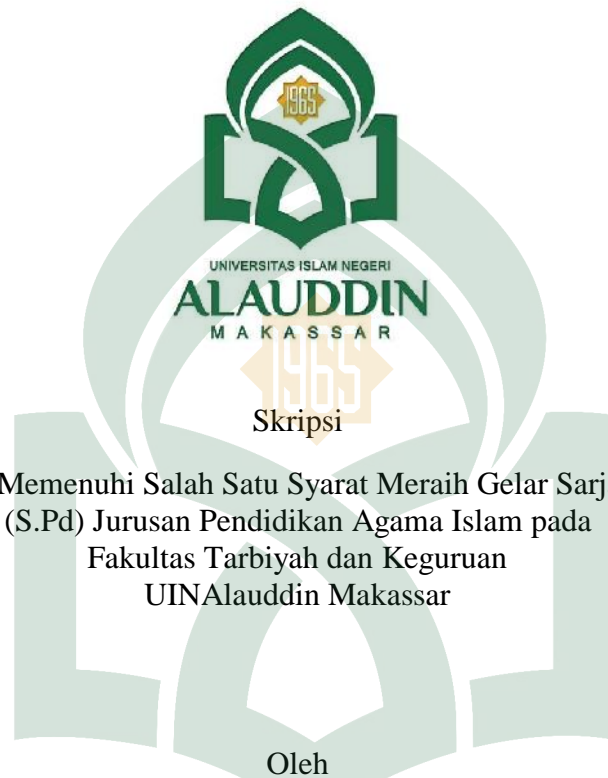 1965
UNIVERSITAS ISLAM NEGERI
ALAUDDIN
MAKASSAR
1965
Skripsi
Memenuhi Salah Satu Syarat Meraih Gelar Sarj
(S.Pd) Jurusan Pendidikan Agama Islam pada
Fakultas Tarbiyah dan Keguruan
UINAlauddin Makassar
Oleh